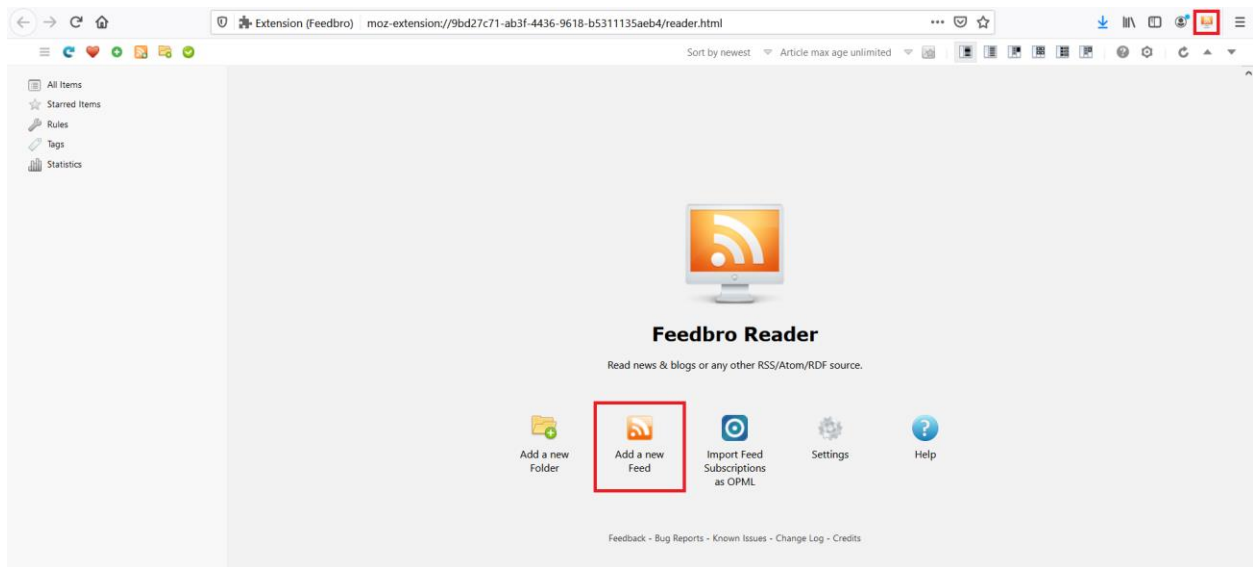 Extension (Feedbro) moz-extension://9bd27c71-ab3f-4436-9618-b5311135aeb4/reader.html
Sort by newest Article max age unlimited
All Items
Starred Items
Rules
Tags
Statistics
Feedbro Reader
Read news & blogs or any other RSS/Atom/RDF source.
Add a new
Folder
Add a new
Feed
Import Feed
Subscriptions
as OPML
Settings
Help
Feedback - Bug Reports - Known Issues - Change Log - Credits